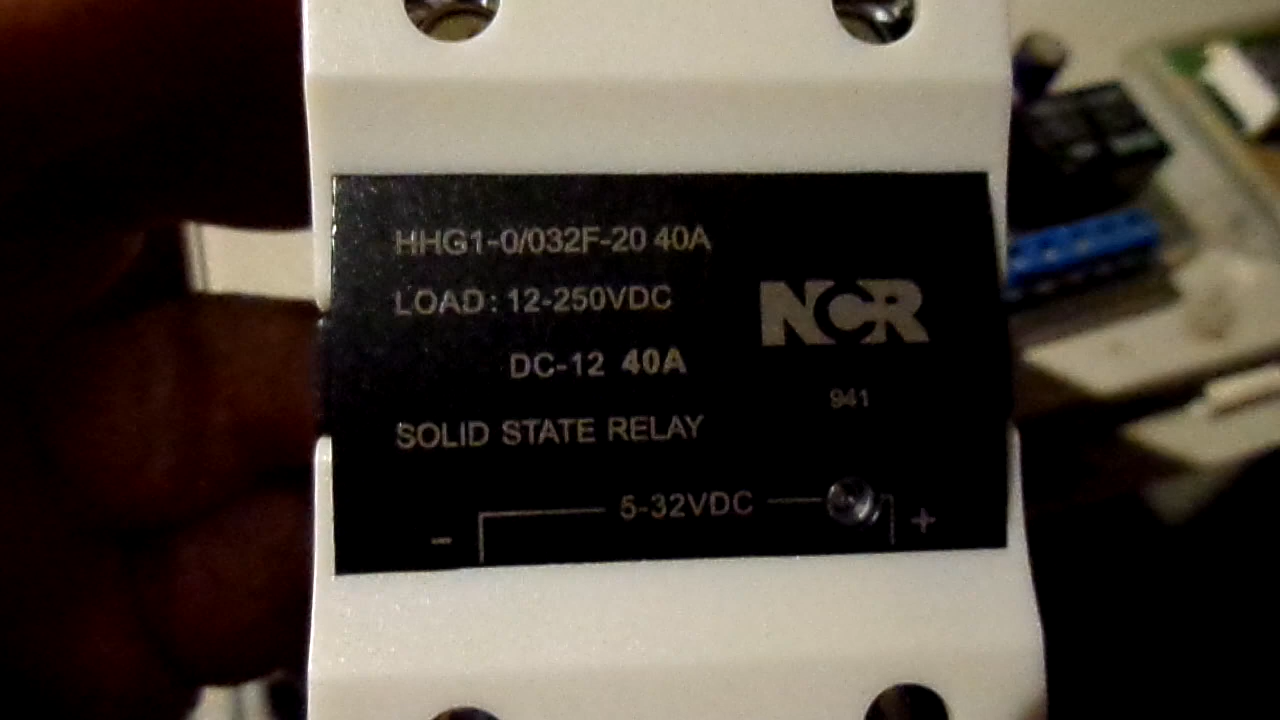 HHG1-0/032F-20 40A
LOAD: 12-250VDC
NCR
DC-12 40A
941
SOLID STATE RELAY
5-32VDC
- +